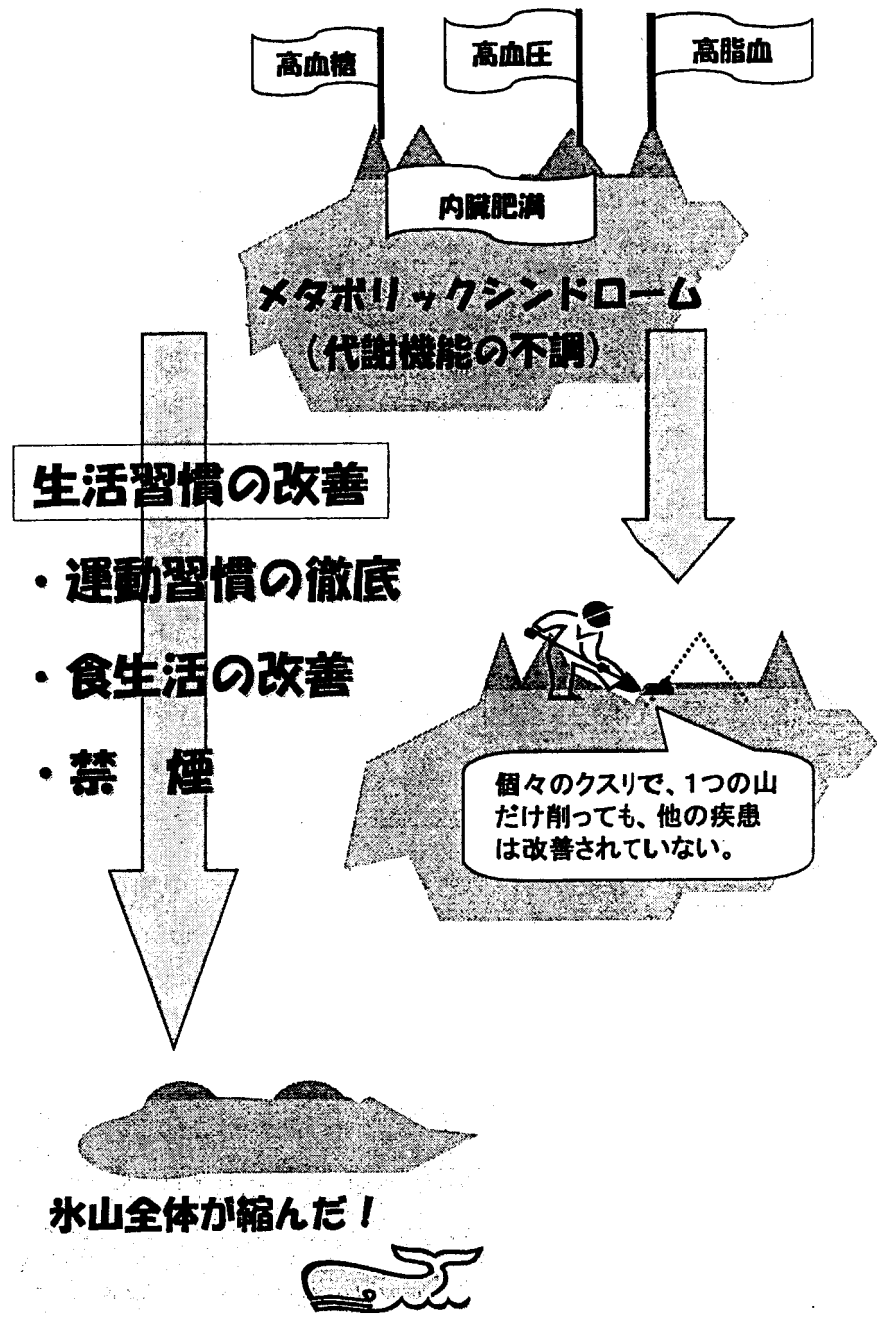 高血糖
高血圧
高脂血
内臓肥満
メタボリックシンドローム
（代謝機能の不調）
生活習慣の改善
・運動習慣の徹底
・食生活の改善
・禁　煙
個々のクスリで、１つの山
だけ削っても、他の疾患
は改善されていない。
氷山全体が縮んだ！